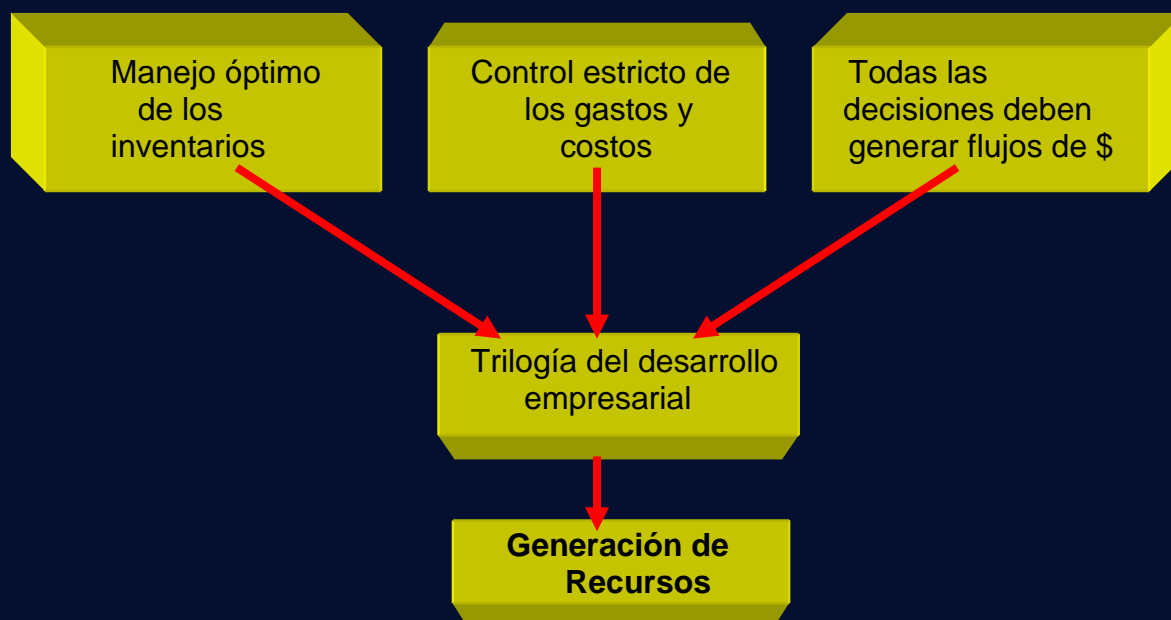 Manejo óptimo
de los
inventarios
Control estricto de
los gastos y
costos
Todas las
decisiones deben
generar flujos de $
Trilogía del desarrollo
empresarial
Generación de
Recursos